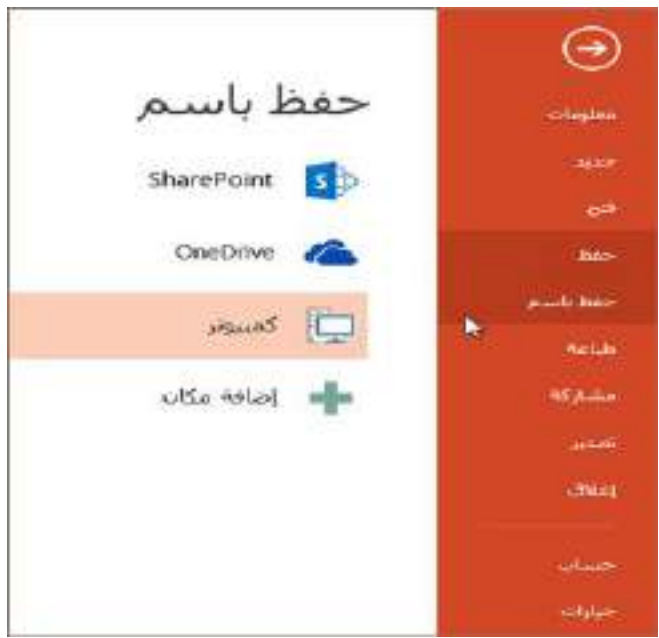 معلومات
جديد
فتح
حفظ
حفظ باسم
طباعة
مشاركة
تصدير
إغلاق
حساب
خيارات
حفظ باسم
SharePoint
OneDrive
كمبيوتر
إضافة مكان